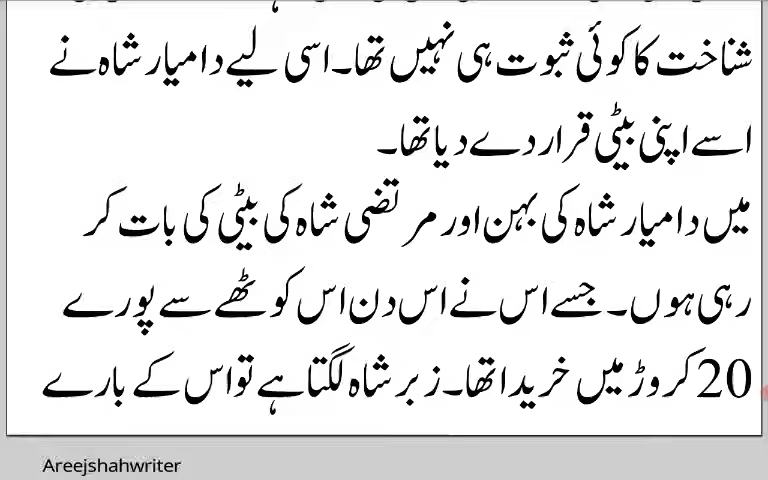 شناخت کا کوئی ثبوت ہی نہیں تھا۔اسی لیے دامیار شاہ نے
اسے اپنی بیٹی قرار دے دیا تھا۔
میں دامیار شاہ کی بہن اور مرتضی شاہ کی بیٹی کی بات کر
رہی ہوں۔ جسے اس نے اس دن اس کوٹھے سے پورے
20 کروڑ میں خریدا تھا۔زبر شاہ لگتا ہے تو اس کے بارے
Areejshahwriter